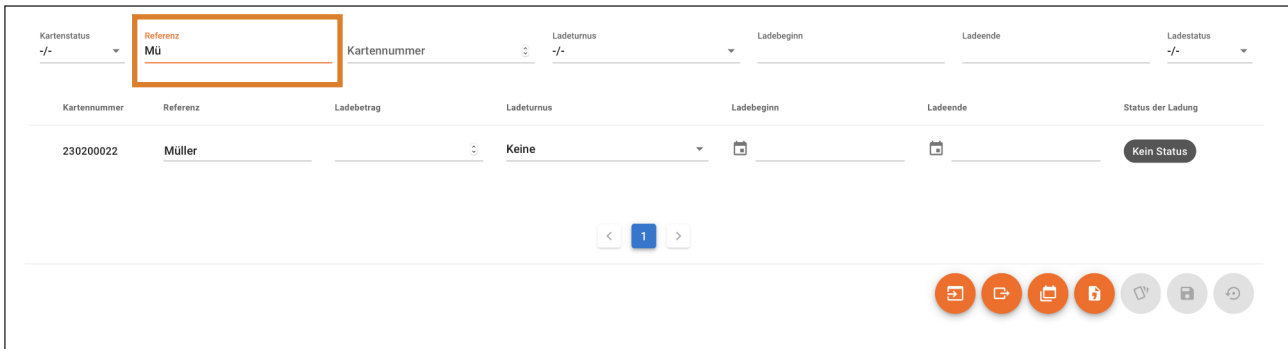 Kartenstatus Referenz Ladeturnus Ladebeginn Ladeende Ladestatus
-/- Mü Kartennummer -/- -/-
Kartennummer Referenz Ladebetrag Ladeturnus Ladebeginn Ladeende Status der Ladung
230200022 Müller Keine Kein Status
1